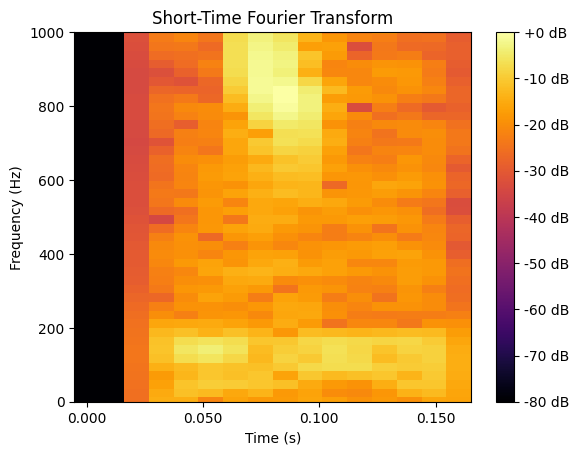 Short-Time Fourier Transform
Frequency (Hz)
1000
800
600
400
200
0
0.000
0.050
0.100
0.150
Time (s)
+0 dB
-10 dB
-20 dB
-30 dB
-40 dB
-50 dB
-60 dB
-70 dB
-80 dB